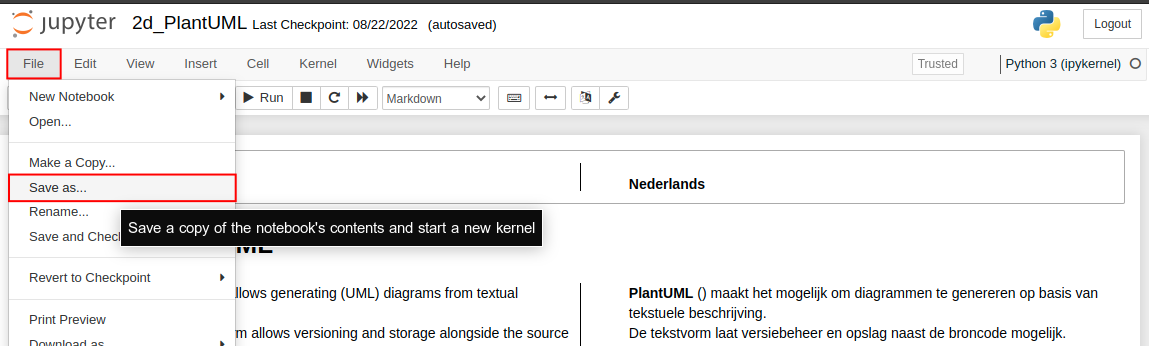 jupyter 2d_PlantUML Last Checkpoint: 08/22/2022 (autosaved) Logout
File Edit View Insert Cell Kernel Widgets Help Trusted Python 3 (ipykernel)
New Notebook
Run Markdown
Open...
Make a Copy...
Save as...
Nederlands
Rename...
Save a copy of the notebook's contents and start a new kernel
Save and
Revert to Checkpoint
allows generating (UML) diagrams from textual
PlantUML () maakt het mogelijk om diagrammen te genereren op basis van
tekstuele beschrijving.
Print Preview
allows versioning and storage alongside the source
De tekstvorm laat versiebeheer en opslag naast de broncode mogelijk.
Download as